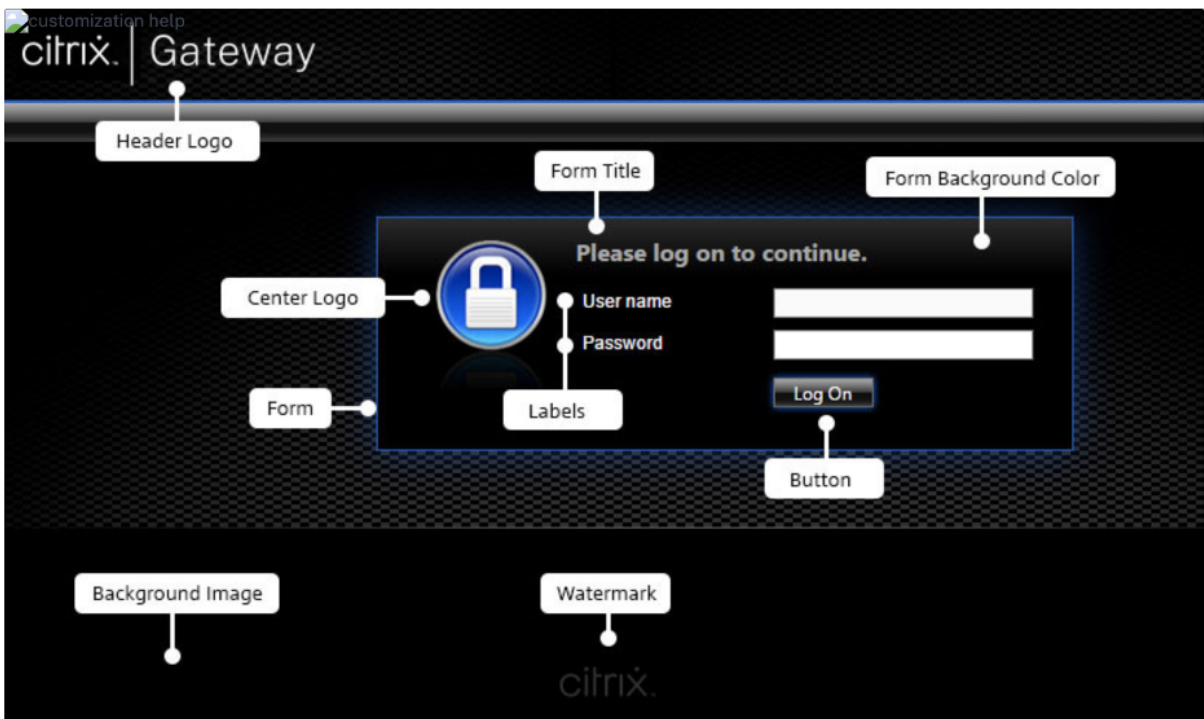 customization help
citrix. | Gateway
Header Logo
Form Title
Form Background Color
Please log on to continue.
Center Logo
User name
Password
Form
Labels
Log On
Button
Background Image
Watermark
citrix.